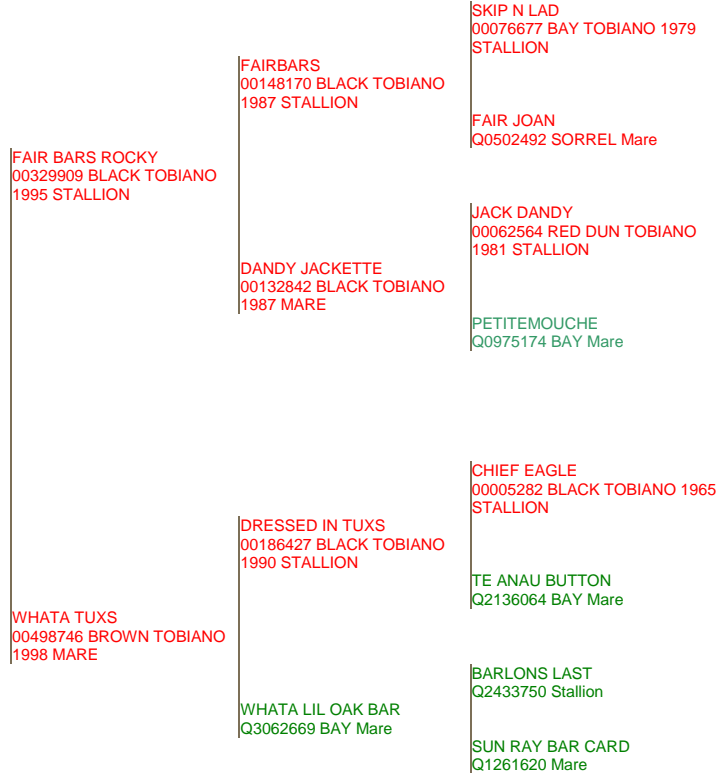 SKIP N LAD
00076677 BAY TOBIANO 1979
STALLION
FAIRBARS
00148170 BLACK TOBIANO
1987 STALLION
FAIR JOAN
Q0502492 SORREL Mare
FAIR BARS ROCKY
00329909 BLACK TOBIANO
1995 STALLION
JACK DANDY
00062564 RED DUN TOBIANO
1981 STALLION
DANDY JACKETTE
00132842 BLACK TOBIANO
1987 MARE
PETITEMOUCHE
Q0975174 BAY Mare
CHIEF EAGLE
00005282 BLACK TOBIANO 1965
STALLION
DRESSED IN TUXS
00186427 BLACK TOBIANO
1990 STALLION
TE ANAU BUTTON
Q2136064 BAY Mare
WHATA TUXS
00498746 BROWN TOBIANO
1998 MARE
BARLONS LAST
Q2433750 Stallion
WHATA LIL OAK BAR
Q3062669 BAY Mare
SUN RAY BAR CARD
Q1261620 Mare